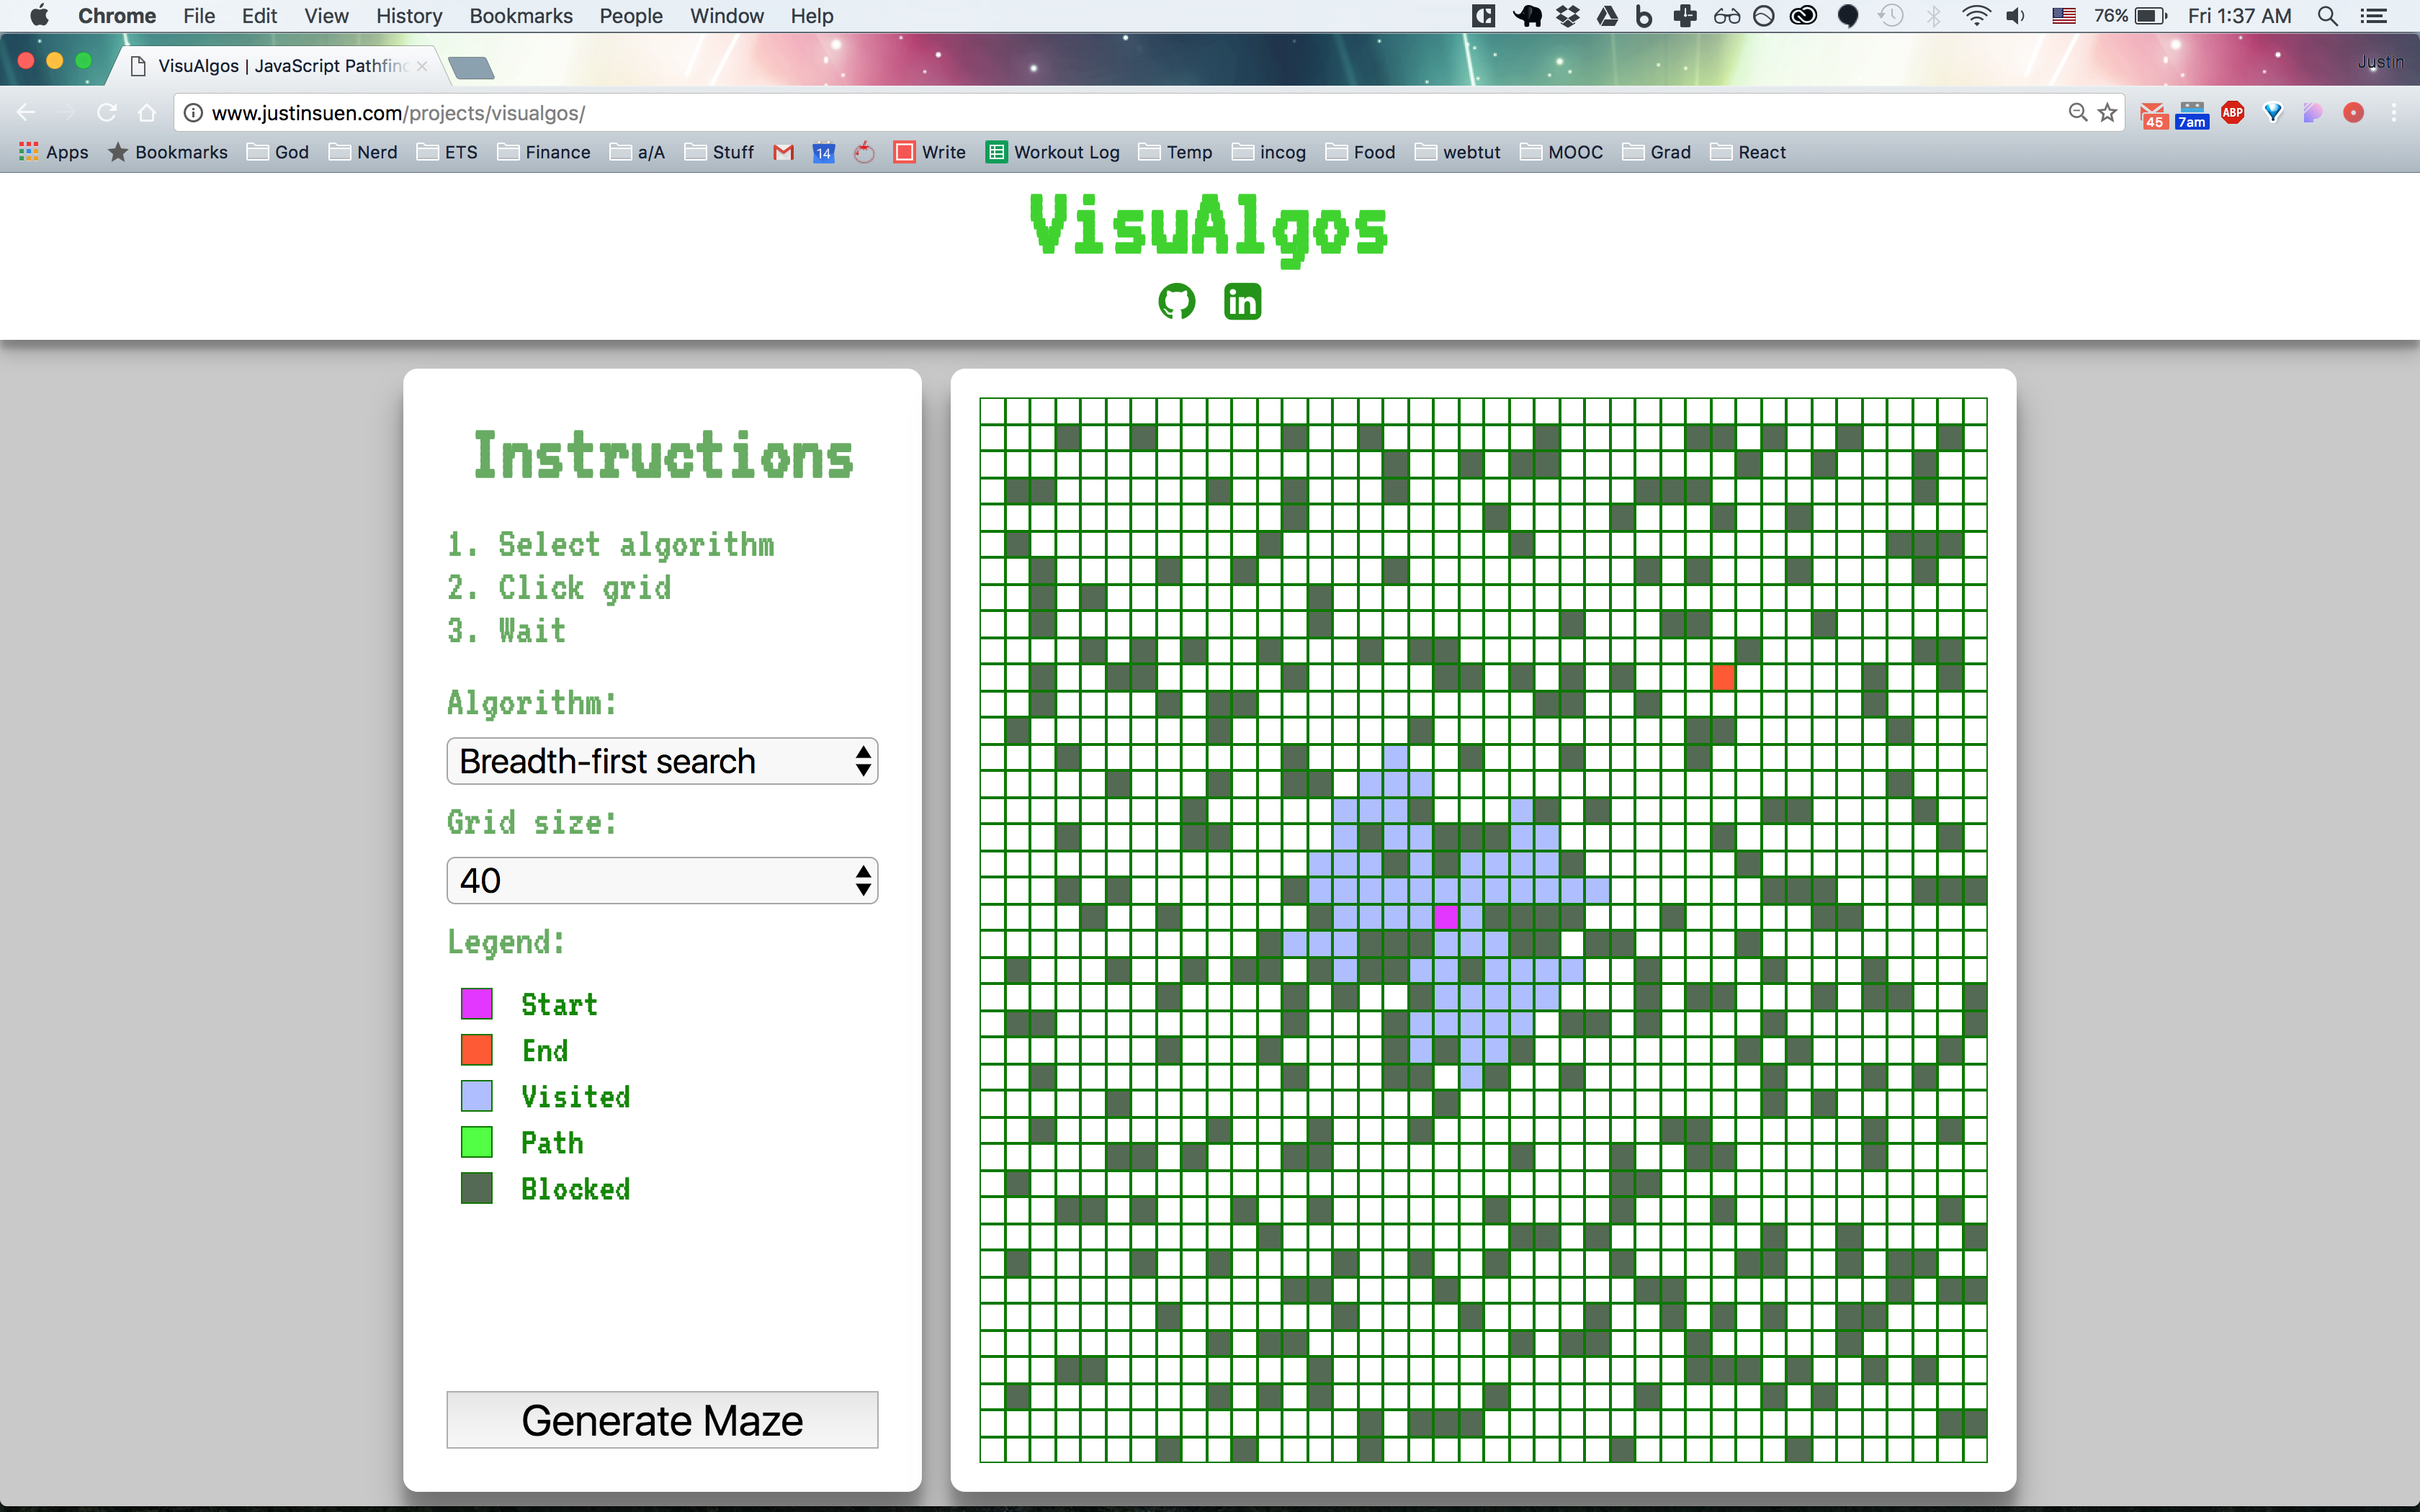 Chrome File Edit View History Bookmarks People Window Help 76% Fri 1:37 AM
VisuAlgos | JavaScript Pathfin
Justin
www.justinsuen.com/projects/visualgos/
45 7am ABP
Apps Bookmarks God Nerd ETS Finance a/A Stuff 14 Write Workout Log Temp incog Food webtut MOOC Grad React
VisuAlgos
in
Instructions
1. Select algorithm
2. Click grid
3. Wait
Algorithm:
Breadth-first search
Grid size:
40
Legend:
Start
End
Visited
Path
Blocked
Generate Maze